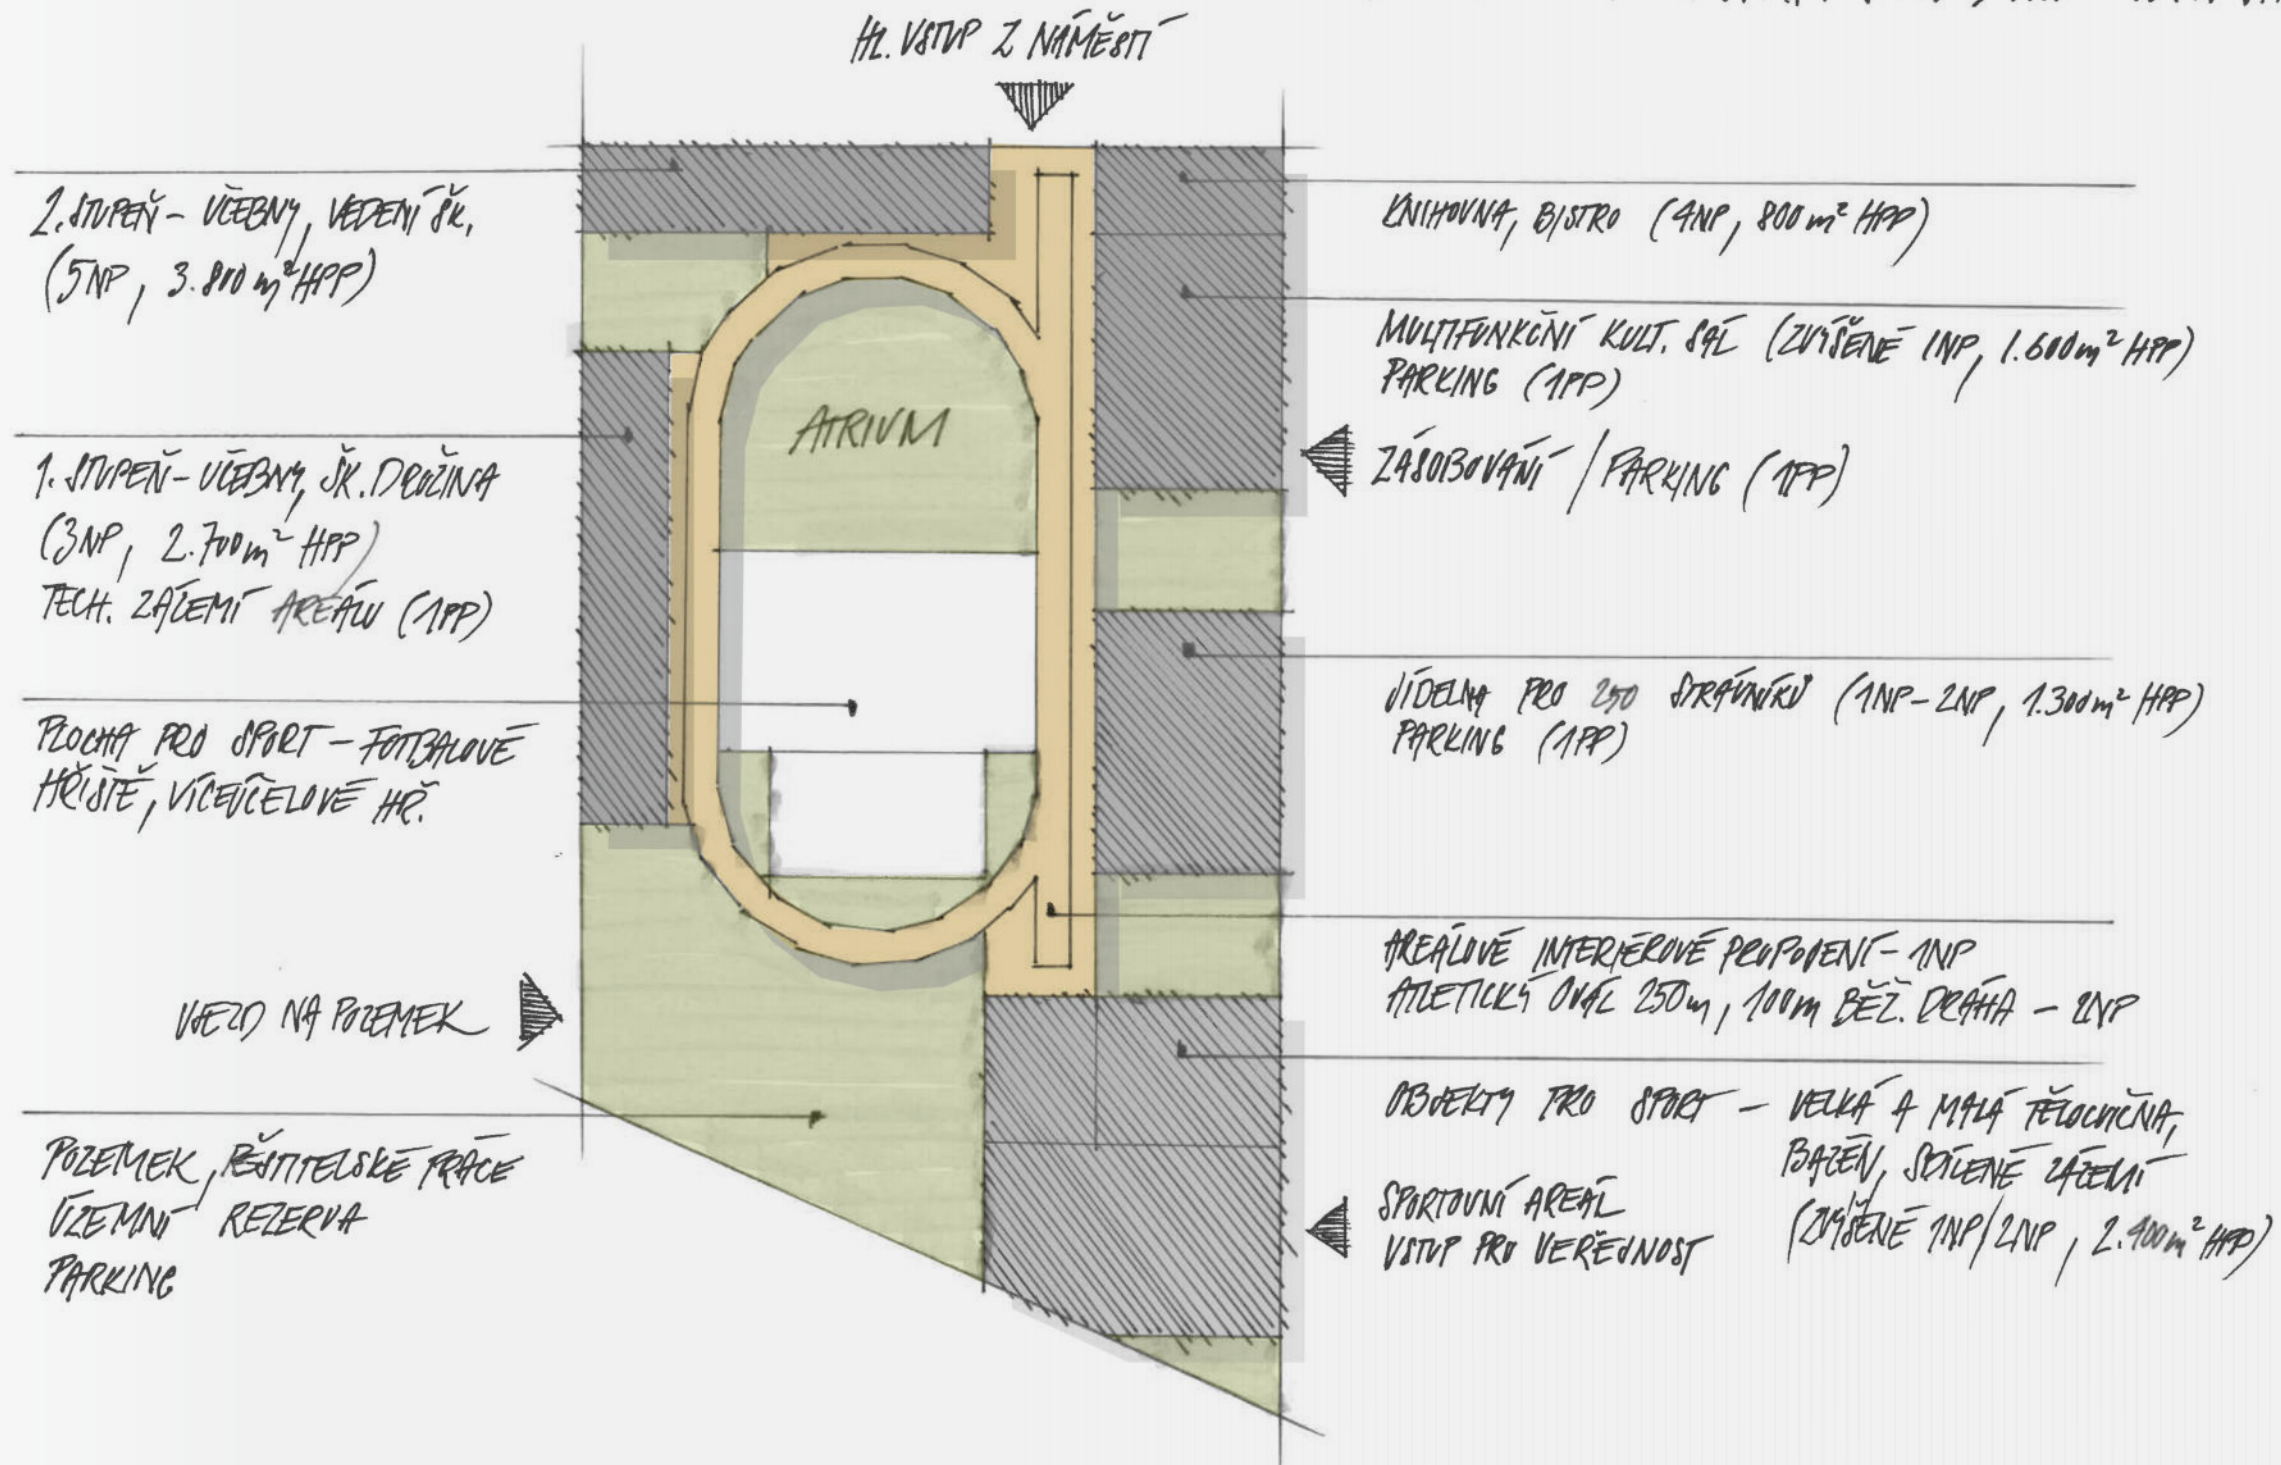 HL. VSTUP Z NÁMĚSTÍ
2. STUPEŇ - UČEBNY, VEDENÍ ŠK.
(5NP, 3.800 m² HPP)
1. STUPEŇ - UČEBNY, ŠK. DRUŽINA
(3NP, 2.700 m² HPP)
TECH. ZÁZEMÍ AREÁLU (1PP)
PLOCHA PRO SPORT - FOTBALOVÉ
HŘIŠTĚ, VÍCEÚČELOVÉ HŘ.
VJEZD NA POZEMEK
POZEMEK, PĚSTITELSKÉ PRÁCE
ÚZEMNÍ REZERVA
PARKING
ATRIUM
KNIHOVNA, BISTRO (4NP, 800 m² HPP)
MULTIFUNKČNÍ KULT. SÁL (ZVÝŠENÉ 1NP, 1.600 m² HPP)
PARKING (1PP)
ZÁSOBOVÁNÍ / PARKING (1PP)
JÍDELNA PRO 250 STRÁVNÍKŮ (1NP - 2NP, 1.300 m² HPP)
PARKING (1PP)
AREÁLOVÉ INTERIÉROVÉ PROPOJENÍ - 1NP
ATLETICKÝ OVÁL 250m, 100m BĚŽ. DRÁHA - 2NP
OBJEKTY PRO SPORT - VELKÁ A MALÁ TĚLOCVIČNA,
BAZÉN, SDÍLENÉ ZÁZEMÍ
(ZVÝŠENÉ 1NP/2NP, 2.400 m² HPP)
SPORTOVNÍ AREÁL
VSTUP PRO VEŘEJNOST